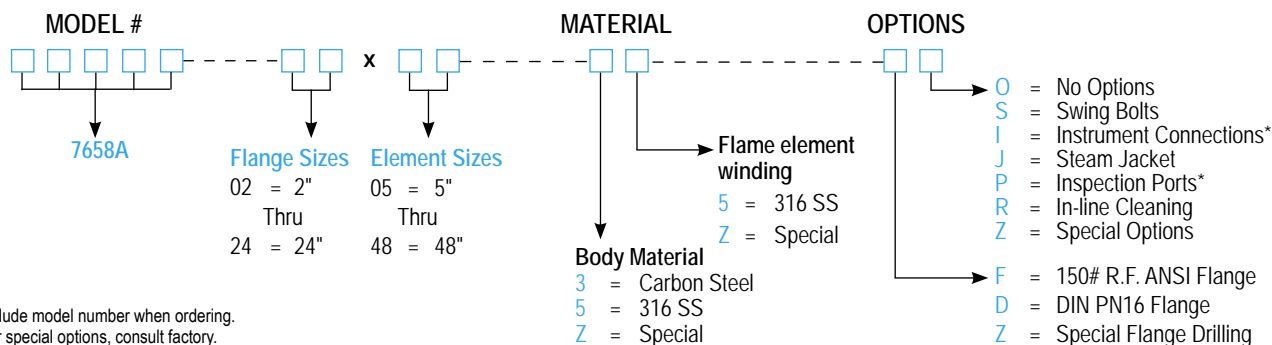 MODEL #
MATERIAL
OPTIONS
x
7658A
Flange Sizes
02 = 2"
Thru
24 = 24"
Element Sizes
05 = 5"
Thru
48 = 48"
Flame element
winding
5 = 316 SS
Z = Special
Body Material
3 = Carbon Steel
5 = 316 SS
Z = Special
O = No Options
S = Swing Bolts
I = Instrument Connections*
J = Steam Jacket
P = Inspection Ports*
R = In-line Cleaning
Z = Special Options
F = 150# R.F. ANSI Flange
D = DIN PN16 Flange
Z = Special Flange Drilling
model number when ordering.
special options, consult factory.